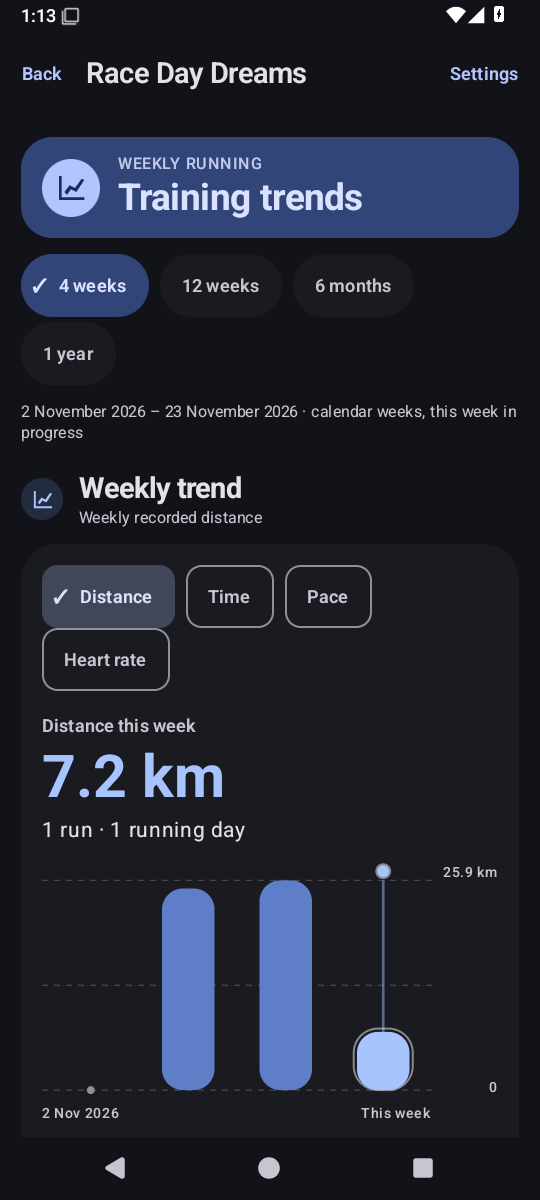 1:13
Back Race Day Dreams Settings
WEEKLY RUNNING
Training trends
✓ 4 weeks 12 weeks 6 months
1 year
2 November 2026 – 23 November 2026 · calendar weeks, this week in
progress
Weekly trend
Weekly recorded distance
✓ Distance Time Pace
Heart rate
Distance this week
7.2 km
1 run · 1 running day
25.9 km
0
2 Nov 2026 This week